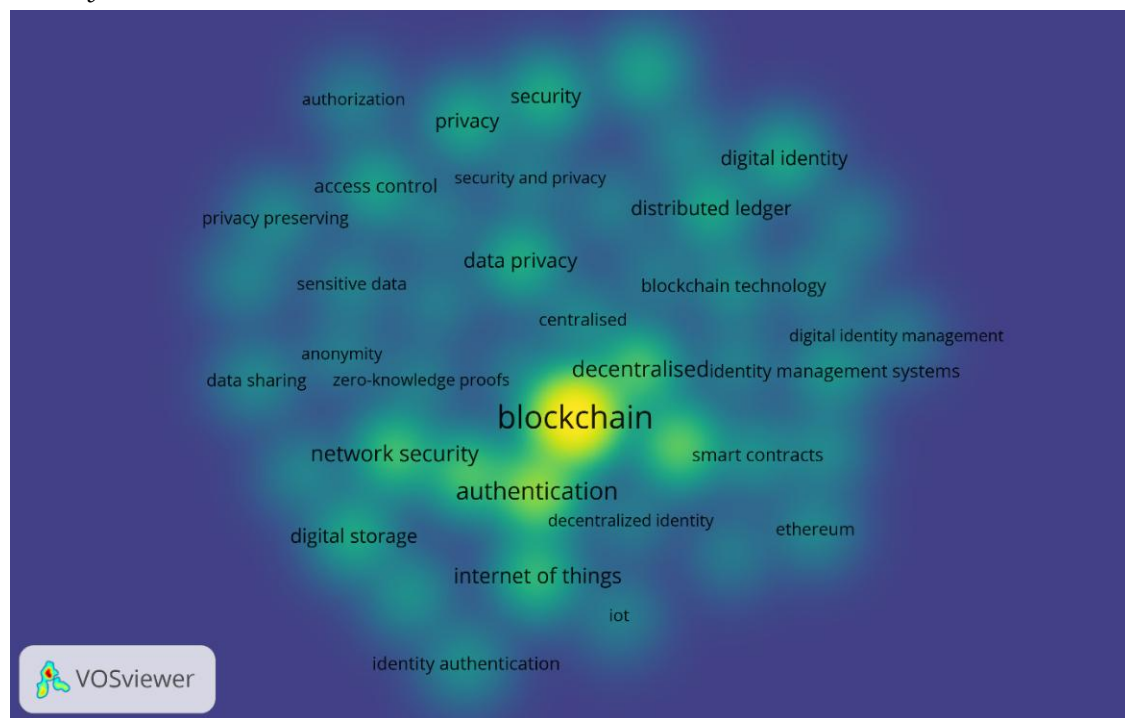 security
authorization
privacy
digital identity
security and privacy
access control
distributed ledger
privacy preserving
data privacy
sensitive data
blockchain technology
centralised
digital identity management
anonymity
decentralised
identity management systems
data sharing
zero-knowledge proofs
blockchain
network security
smart contracts
authentication
decentralized identity
ethereum
digital storage
internet of things
iot
identity authentication
VOSviewer